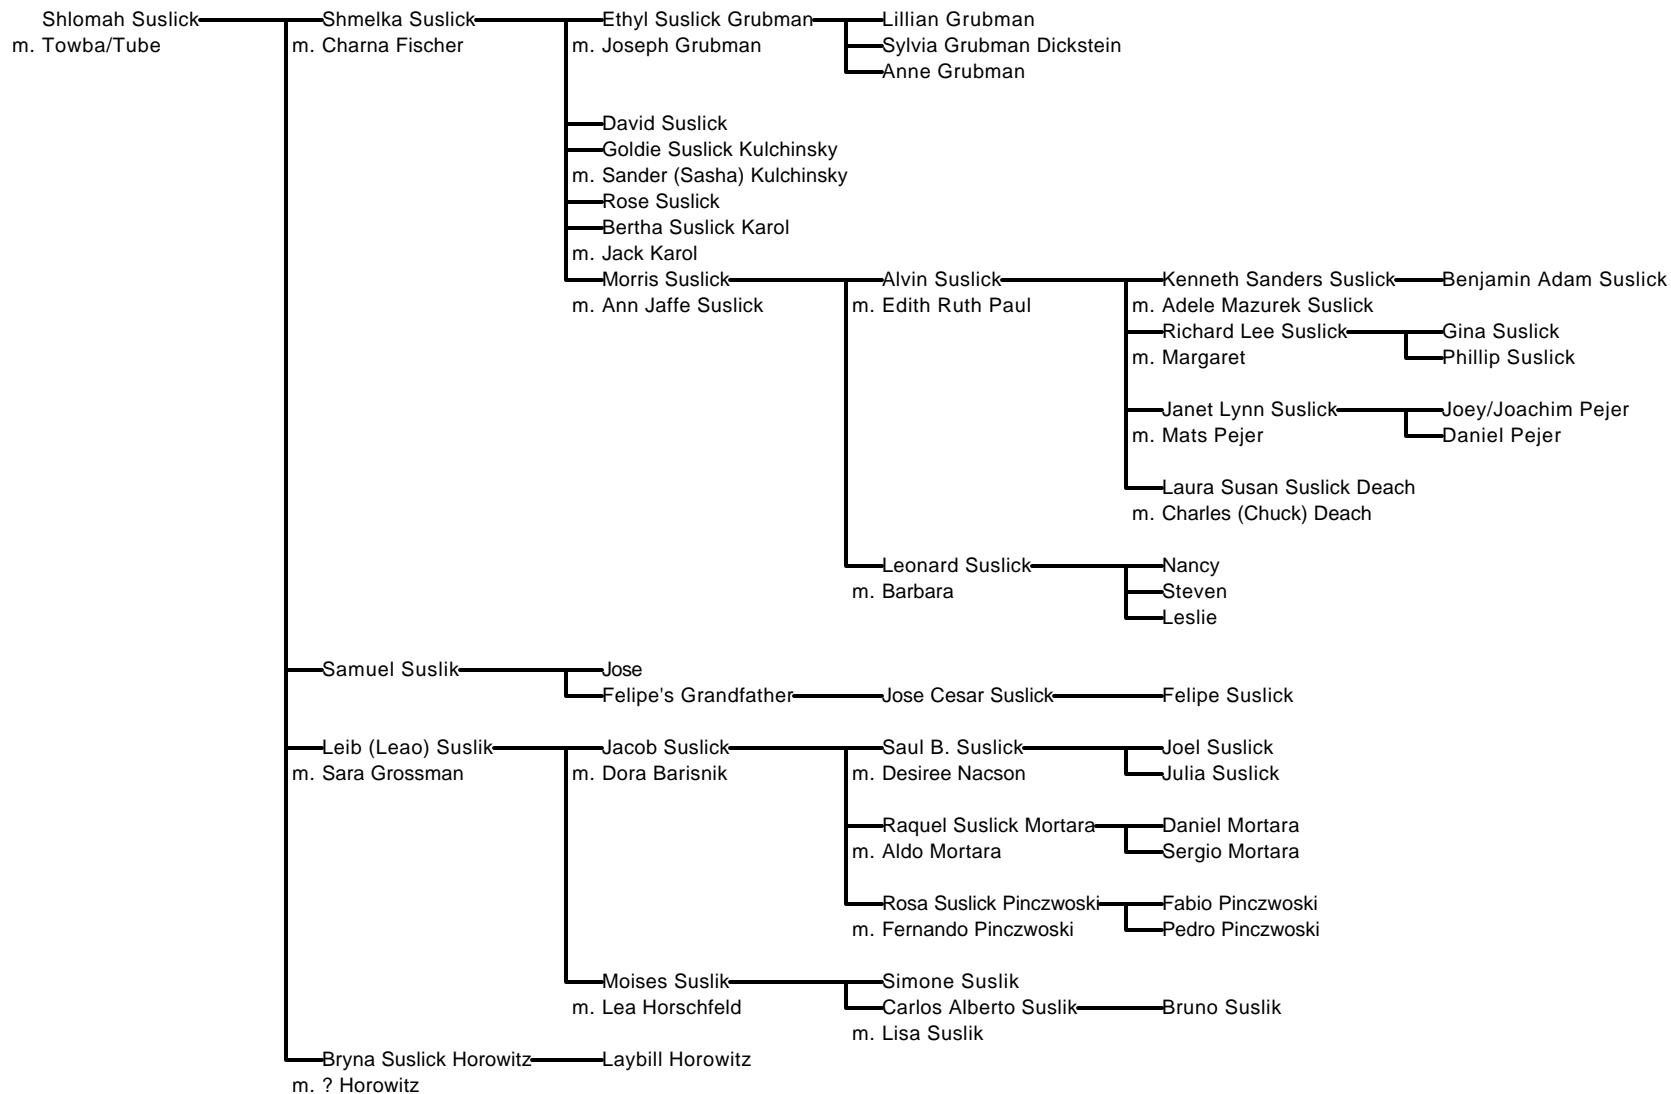 Shlomah Suslick Shmelka Suslick Ethyl Suslick Grubman Lillian Grubman
m. Towba/Tube m. Charna Fischer m. Joseph Grubman Sylvia Grubman Dickstein
Anne Grubman
David Suslick
Goldie Suslick Kulchinsky
m. Sander (Sasha) Kulchinsky
Rose Suslick
Bertha Suslick Karol
m. Jack Karol
Morris Suslick Alvin Suslick Kenneth Sanders Suslick Benjamin Adam Suslick
m. Ann Jaffe Suslick m. Edith Ruth Paul m. Adele Mazurek Suslick
Richard Lee Suslick Gina Suslick
m. Margaret Phillip Suslick
Janet Lynn Suslick Joey/Joachim Pejer
m. Mats Pejer Daniel Pejer
Laura Susan Suslick Deach
m. Charles (Chuck) Deach
Leonard Suslick Nancy
m. Barbara Steven
Leslie
Samuel Suslik Jose
Felipe's Grandfather Jose Cesar Suslick Felipe Suslick
Leib (Leao) Suslik Jacob Suslick Saul B. Suslick Joel Suslick
m. Sara Grossman m. Dora Barisnik m. Desiree Nacson Julia Suslick
Raquel Suslick Mortara Daniel Mortara
m. Aldo Mortara Sergio Mortara
Rosa Suslick Pinczwoski Fabio Pinczwoski
m. Fernando Pinczwoski Pedro Pinczwoski
Moises Suslik Simone Suslik
m. Lea Horschfeld Carlos Alberto Suslik Bruno Suslik
m. Lisa Suslik
Bryna Suslick Horowitz Laybill Horowitz
m. ? Horowitz